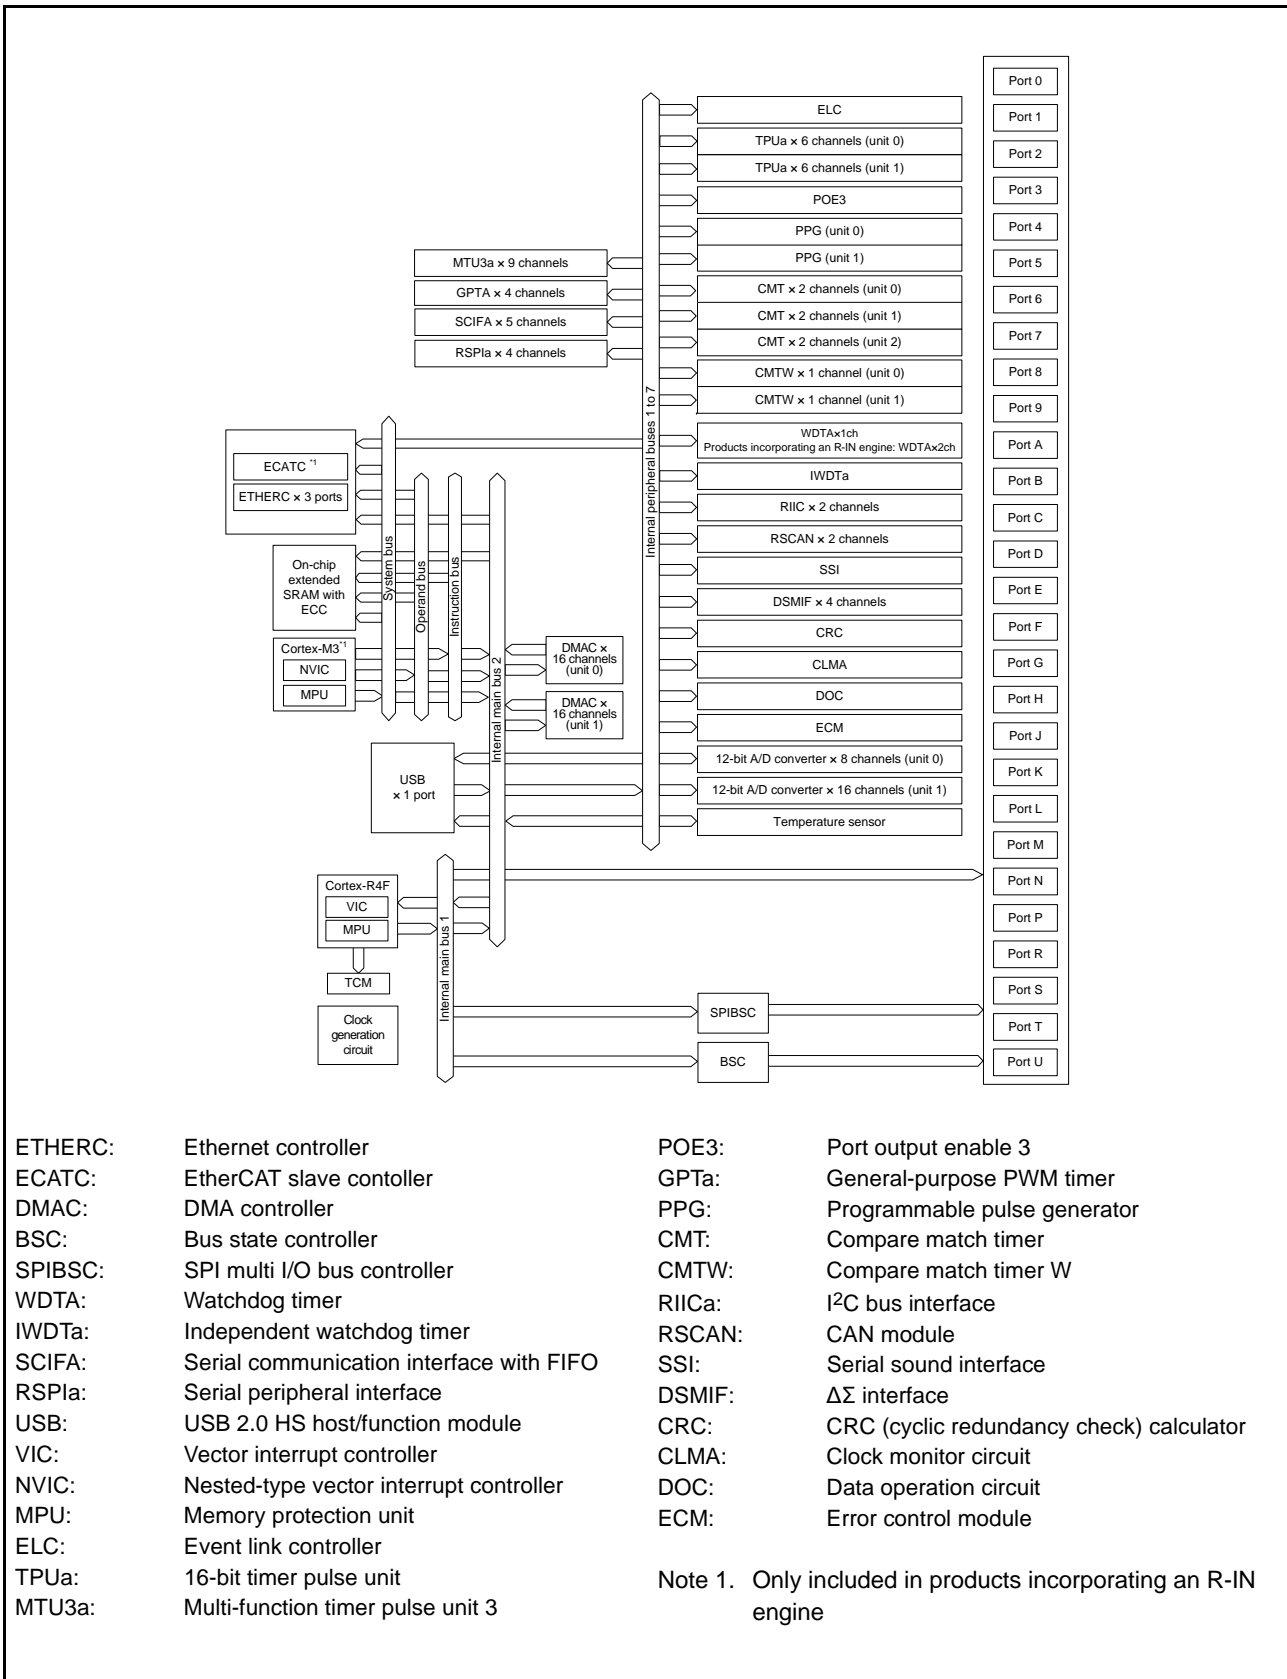 Port 0
Port 1
Port 2
Port 3
Port 4
Port 5
Port 6
Port 7
Port 8
Port 9
Port A
Port B
Port C
Port D
Port E
Port F
Port G
Port H
Port J
Port K
Port L
Port M
Port N
Port P
Port R
Port S
Port T
Port U
ELC
TPUa × 6 channels (unit 0)
TPUa × 6 channels (unit 1)
POE3
PPG (unit 0)
PPG (unit 1)
CMT × 2 channels (unit 0)
CMT × 2 channels (unit 1)
CMT × 2 channels (unit 2)
CMTW × 1 channel (unit 0)
CMTW × 1 channel (unit 1)
WDTA×1ch
Products incorporating an R-IN engine: WDTA×2ch
IWDTa
RIIC × 2 channels
RSCAN × 2 channels
SSI
DSMIF × 4 channels
CRC
CLMA
DOC
ECM
12-bit A/D converter × 8 channels (unit 0)
12-bit A/D converter × 16 channels (unit 1)
Temperature sensor
Internal peripheral buses 1 to 7
MTU3a × 9 channels
GPTA × 4 channels
SCIFA × 5 channels
RSPIa × 4 channels
ECATC *1
ETHERC × 3 ports
On-chip
extended
SRAM with
ECC
Cortex-M3*1
NVIC
MPU
System bus
Operand bus
Instruction bus
Internal main bus 2
DMAC ×
16 channels
(unit 0)
DMAC ×
16 channels
(unit 1)
USB
× 1 port
Cortex-R4F
VIC
MPU
TCM
Clock
generation
circuit
Internal main bus 1
SPIBSC
BSC
ETHERC: Ethernet controller
ECATC: EtherCAT slave contoller
DMAC: DMA controller
BSC: Bus state controller
SPIBSC: SPI multi I/O bus controller
WDTA: Watchdog timer
IWDTa: Independent watchdog timer
SCIFA: Serial communication interface with FIFO
RSPIa: Serial peripheral interface
USB: USB 2.0 HS host/function module
VIC: Vector interrupt controller
NVIC: Nested-type vector interrupt controller
MPU: Memory protection unit
ELC: Event link controller
TPUa: 16-bit timer pulse unit
MTU3a: Multi-function timer pulse unit 3
POE3: Port output enable 3
GPTa: General-purpose PWM timer
PPG: Programmable pulse generator
CMT: Compare match timer
CMTW: Compare match timer W
RIICa: I2C bus interface
RSCAN: CAN module
SSI: Serial sound interface
DSMIF: ΔΣ interface
CRC: CRC (cyclic redundancy check) calculator
CLMA: Clock monitor circuit
DOC: Data operation circuit
ECM: Error control module
Note 1. Only included in products incorporating an R-IN
engine